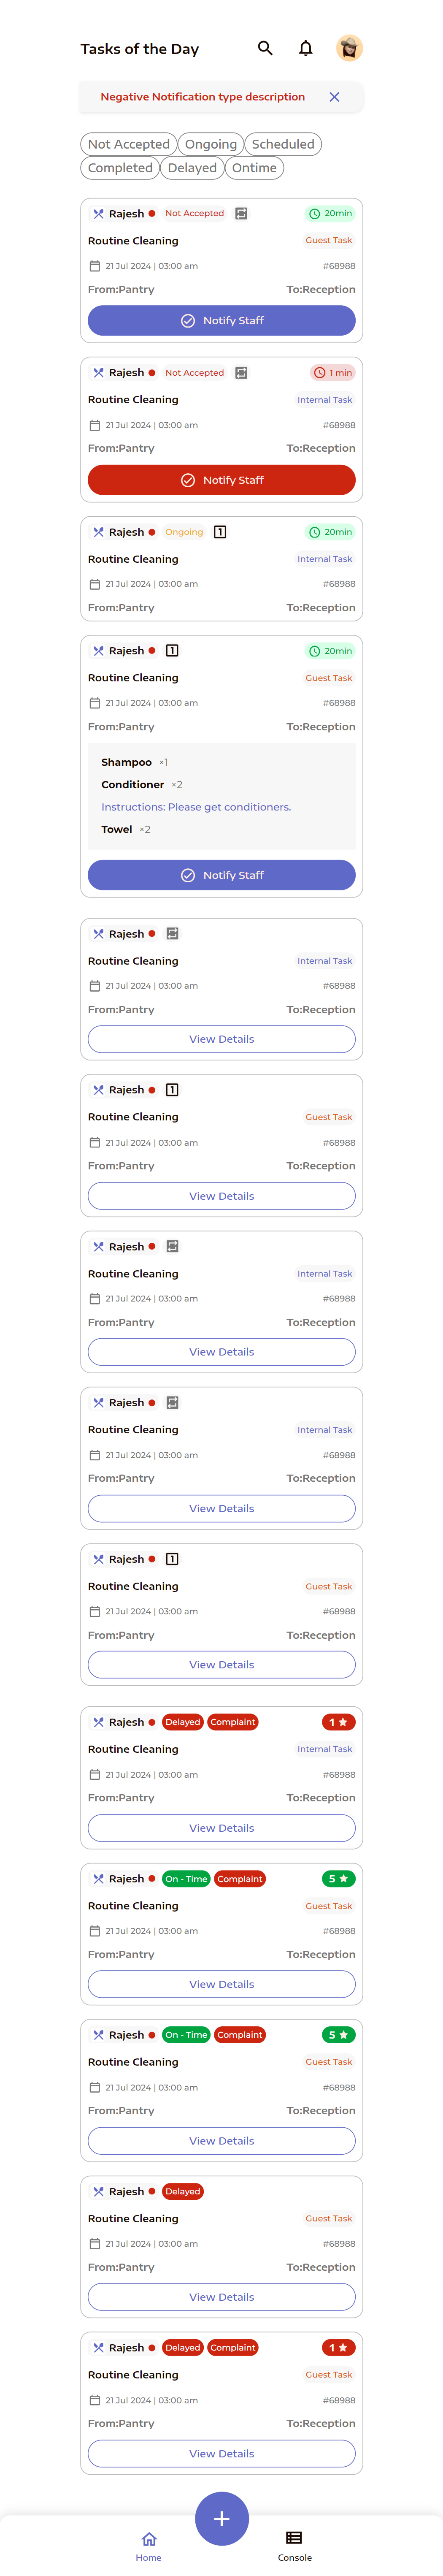 Tasks of the Day
Negative Notification type description
Not Accepted Ongoing Scheduled
Completed Delayed Ontime
Rajesh Not Accepted 20min
Routine Cleaning Guest Task
21 Jul 2024 | 03:00 am #68988
From:Pantry To:Reception
Notify Staff
Rajesh Not Accepted 1 min
Routine Cleaning Internal Task
21 Jul 2024 | 03:00 am #68988
From:Pantry To:Reception
Notify Staff
Rajesh Ongoing 1 20min
Routine Cleaning Internal Task
21 Jul 2024 | 03:00 am #68988
From:Pantry To:Reception
Rajesh 1 20min
Routine Cleaning Guest Task
21 Jul 2024 | 03:00 am #68988
From:Pantry To:Reception
Shampoo ×1
Conditioner ×2
Instructions: Please get conditioners.
Towel ×2
Notify Staff
Rajesh
Routine Cleaning Internal Task
21 Jul 2024 | 03:00 am #68988
From:Pantry To:Reception
View Details
Rajesh 1
Routine Cleaning Guest Task
21 Jul 2024 | 03:00 am #68988
From:Pantry To:Reception
View Details
Rajesh
Routine Cleaning Internal Task
21 Jul 2024 | 03:00 am #68988
From:Pantry To:Reception
View Details
Rajesh
Routine Cleaning Internal Task
21 Jul 2024 | 03:00 am #68988
From:Pantry To:Reception
View Details
Rajesh 1
Routine Cleaning Guest Task
21 Jul 2024 | 03:00 am #68988
From:Pantry To:Reception
View Details
Rajesh Delayed Complaint 1
Routine Cleaning Internal Task
21 Jul 2024 | 03:00 am #68988
From:Pantry To:Reception
View Details
Rajesh On - Time Complaint 5
Routine Cleaning Guest Task
21 Jul 2024 | 03:00 am #68988
From:Pantry To:Reception
View Details
Rajesh On - Time Complaint 5
Routine Cleaning Guest Task
21 Jul 2024 | 03:00 am #68988
From:Pantry To:Reception
View Details
Rajesh Delayed
Routine Cleaning Guest Task
21 Jul 2024 | 03:00 am #68988
From:Pantry To:Reception
View Details
Rajesh Delayed Complaint 1
Routine Cleaning Guest Task
21 Jul 2024 | 03:00 am #68988
From:Pantry To:Reception
View Details
Home Console